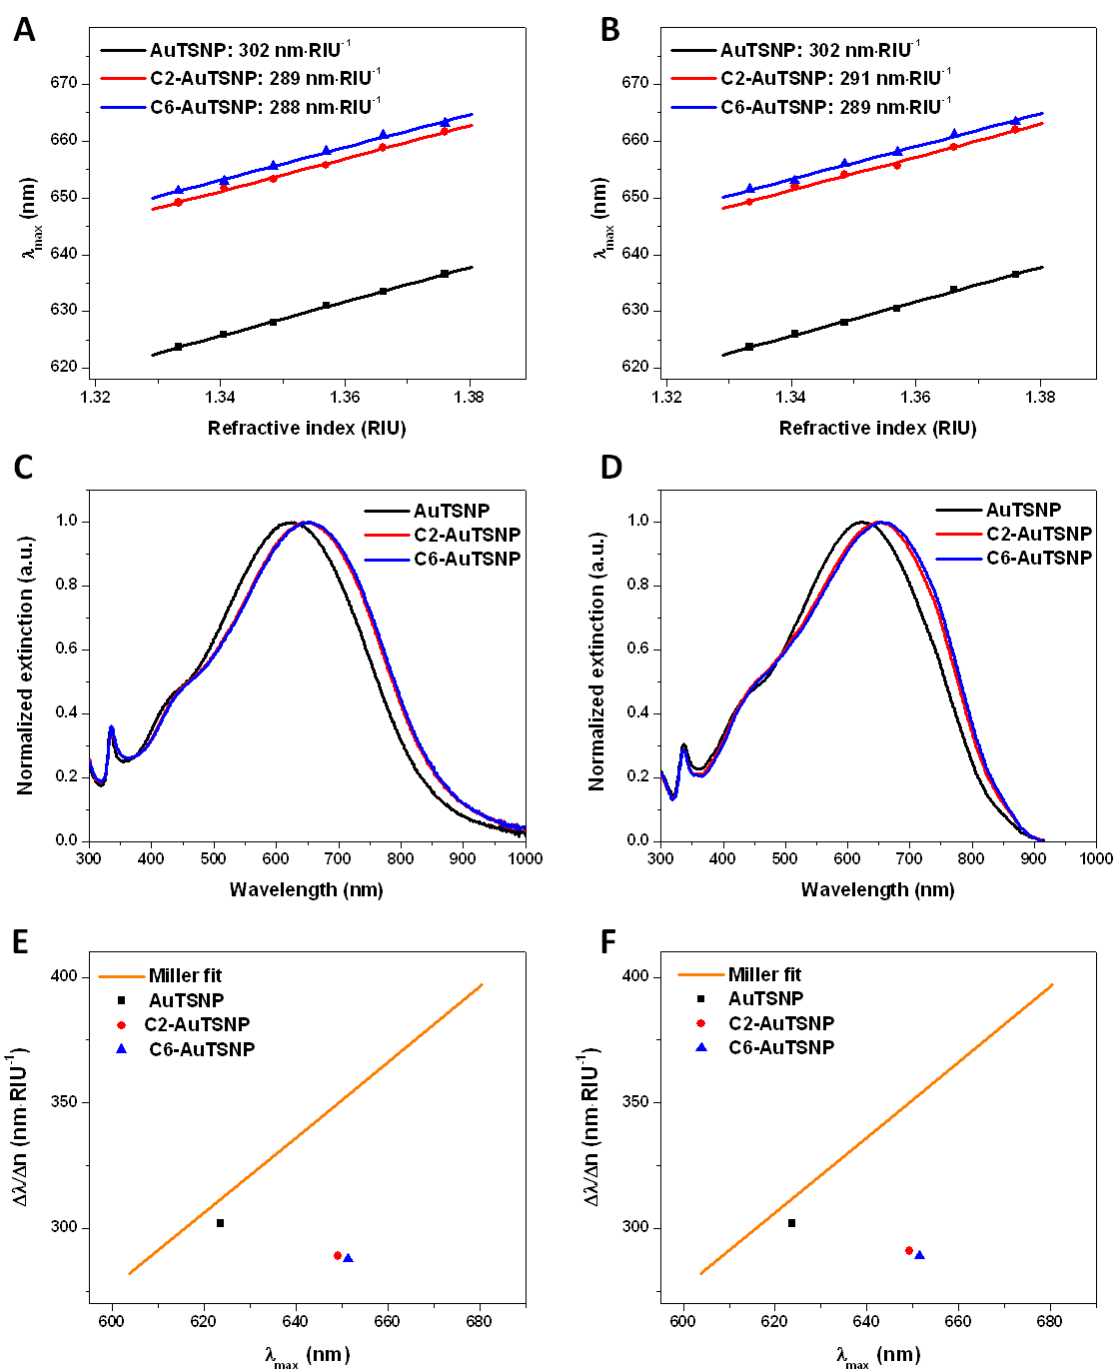 A
AuTSNP: 302 nm·RIU⁻¹
C2-AuTSNP: 289 nm·RIU⁻¹
C6-AuTSNP: 288 nm·RIU⁻¹
670
660
650
640
630
620
λmax (nm)
1.32 1.34 1.36 1.38
Refractive index (RIU)
B
AuTSNP: 302 nm·RIU⁻¹
C2-AuTSNP: 291 nm·RIU⁻¹
C6-AuTSNP: 289 nm·RIU⁻¹
670
660
650
640
630
620
λmax (nm)
1.32 1.34 1.36 1.38
Refractive index (RIU)
C
AuTSNP
C2-AuTSNP
C6-AuTSNP
1.0
0.8
0.6
0.4
0.2
0.0
Normalized extinction (a.u.)
300 400 500 600 700 800 900 1000
Wavelength (nm)
D
AuTSNP
C2-AuTSNP
C6-AuTSNP
1.0
0.8
0.6
0.4
0.2
0.0
Normalized extinction (a.u.)
300 400 500 600 700 800 900 1000
Wavelength (nm)
E
Miller fit
AuTSNP
C2-AuTSNP
C6-AuTSNP
400
350
300
Δλ/Δn (nm·RIU⁻¹)
600 620 640 660 680
λmax (nm)
F
Miller fit
AuTSNP
C2-AuTSNP
C6-AuTSNP
400
350
300
Δλ/Δn (nm·RIU⁻¹)
600 620 640 660 680
λmax (nm)